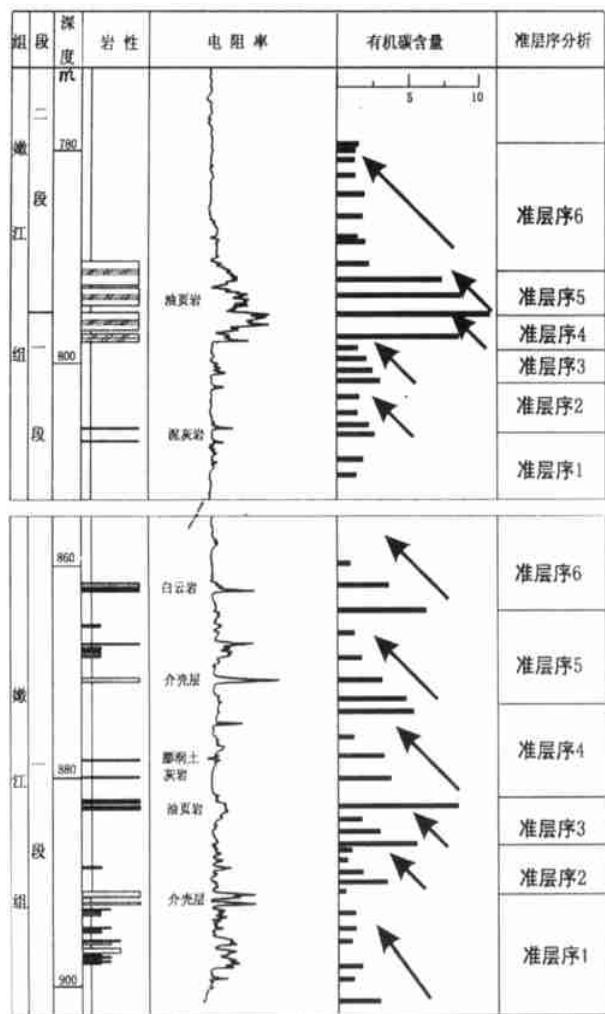 组 段 深度 m 岩性 电阻率 有机碳含量 准层序分析
5 10
嫩江组
二段
一段
780
准层序6
油页岩
准层序5
准层序4
800
准层序3
准层序2
泥灰岩
准层序1
嫩江组
一段
860
准层序6
白云岩
准层序5
介壳层
准层序4
膨润土
880
灰岩
油页岩
准层序3
准层序2
介壳层
准层序1
900